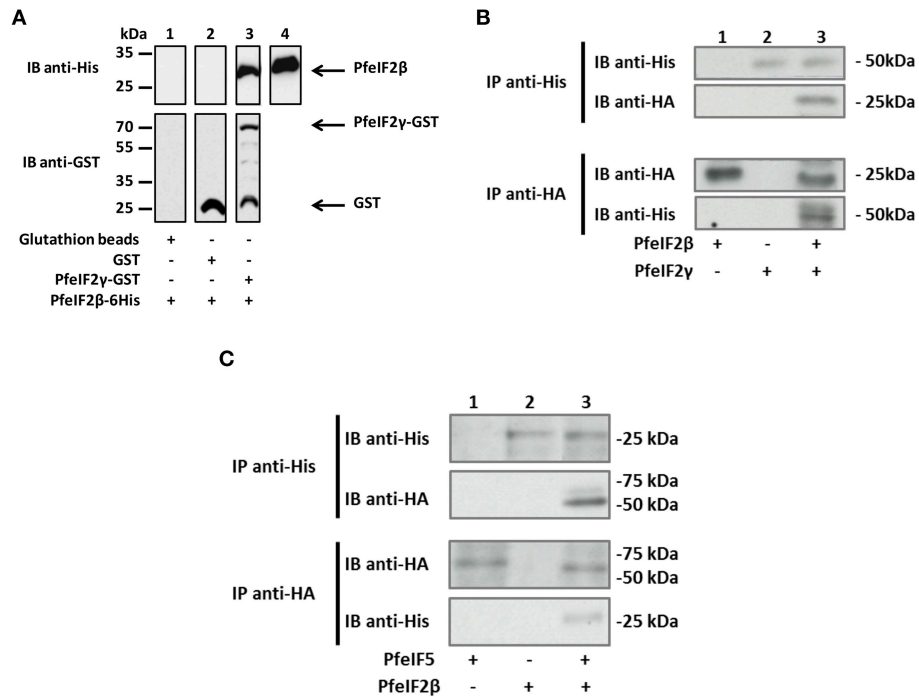 A
kDa 1 2 3 4
IB anti-His
35
25
PfeIF2β
IB anti-GST
70
55
35
25
PfeIF2γ-GST
GST
Glutathion beads + - -
GST - + -
PfeIF2γ-GST - - +
PfeIF2β-6His + + +
B
1 2 3
IP anti-His
IB anti-His - 50kDa
IB anti-HA - 25kDa
IP anti-HA
IB anti-HA - 25kDa
IB anti-His - 50kDa
PfeIF2β + - +
PfeIF2γ - + +
C
1 2 3
IP anti-His
IB anti-His -25 kDa
-75 kDa
IB anti-HA -50 kDa
IP anti-HA
IB anti-HA -75 kDa
-50 kDa
IB anti-His -25 kDa
PfeIF5 + - +
PfeIF2β - + +